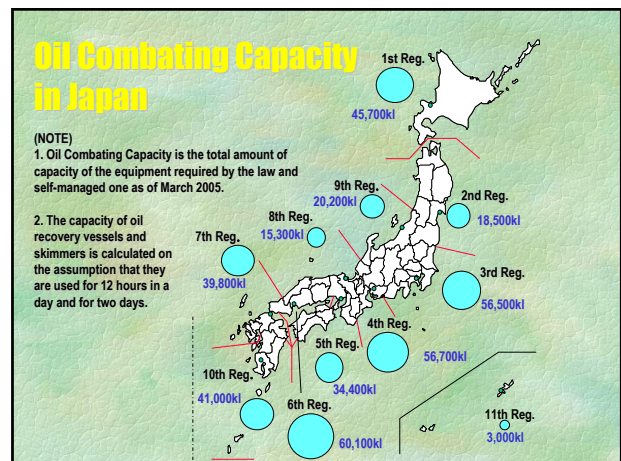 Oil Combating Capacity
in Japan
(NOTE)
1. Oil Combating Capacity is the total amount of
capacity of the equipment required by the law and
self-managed one as of March 2005.
2. The capacity of oil
recovery vessels and
skimmers is calculated on
the assumption that they
are used for 12 hours in a
day and for two days.
1st Reg.
45,700kl
9th Reg.
20,200kl
2nd Reg.
18,500kl
8th Reg.
15,300kl
7th Reg.
39,800kl
3rd Reg.
56,500kl
4th Reg.
56,700kl
5th Reg.
34,400kl
10th Reg.
41,000kl
6th Reg.
60,100kl
11th Reg.
3,000kl